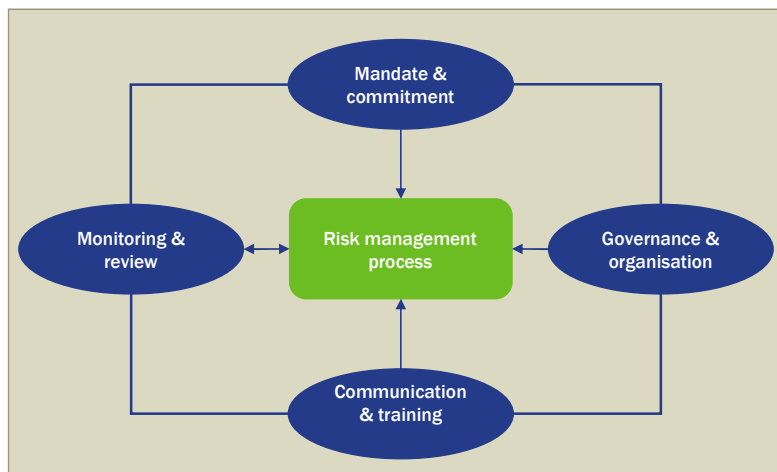 Mandate &
commitment
Monitoring &
review
Risk management
process
Governance &
organisation
Communication
& training